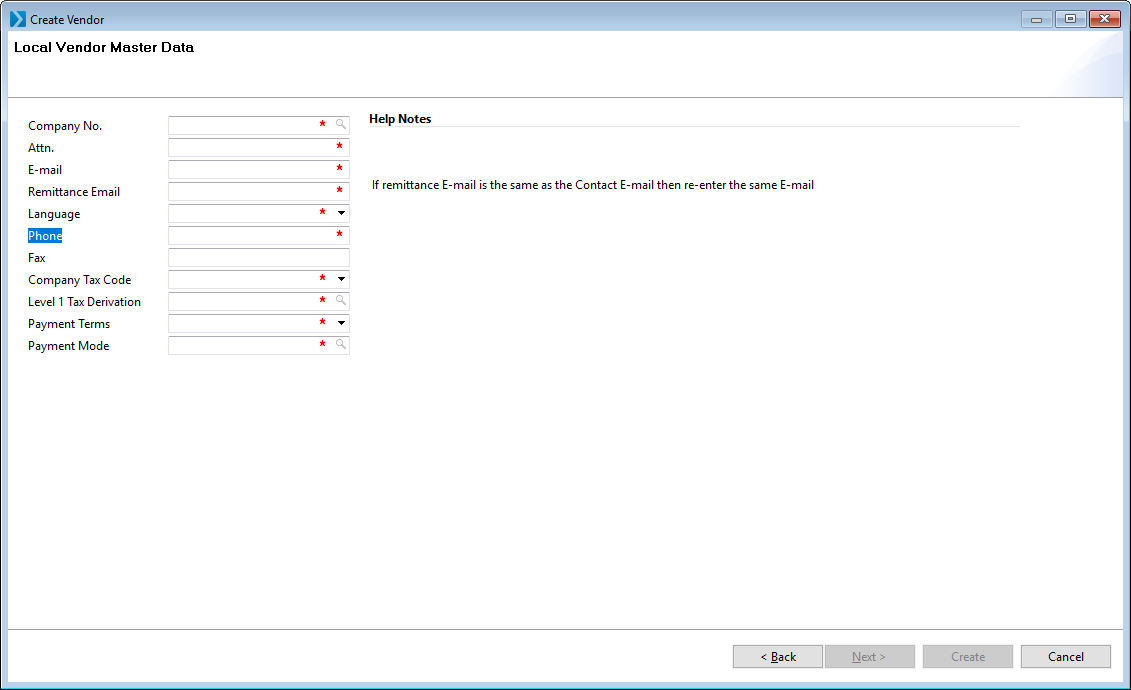 Create Vendor
Local Vendor Master Data
Company No. *
Help Notes
Attn. *
E-mail *
If remittance E-mail is the same as the Contact E-mail then re-enter the same E-mail
Remittance Email *
Language *
Phone *
Fax
Company Tax Code *
Level 1 Tax Derivation *
Payment Terms *
Payment Mode *
< Back Next > Create Cancel